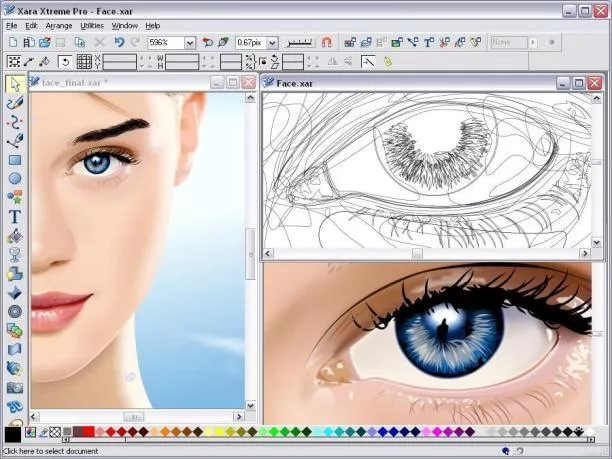 Xara Xtreme Pro - Face.xar
File Edit Arrange Utilities Window Help
596% 0.67pix None
X W
Y H
face_final.xar *
Face.xar
T
Click here to select document